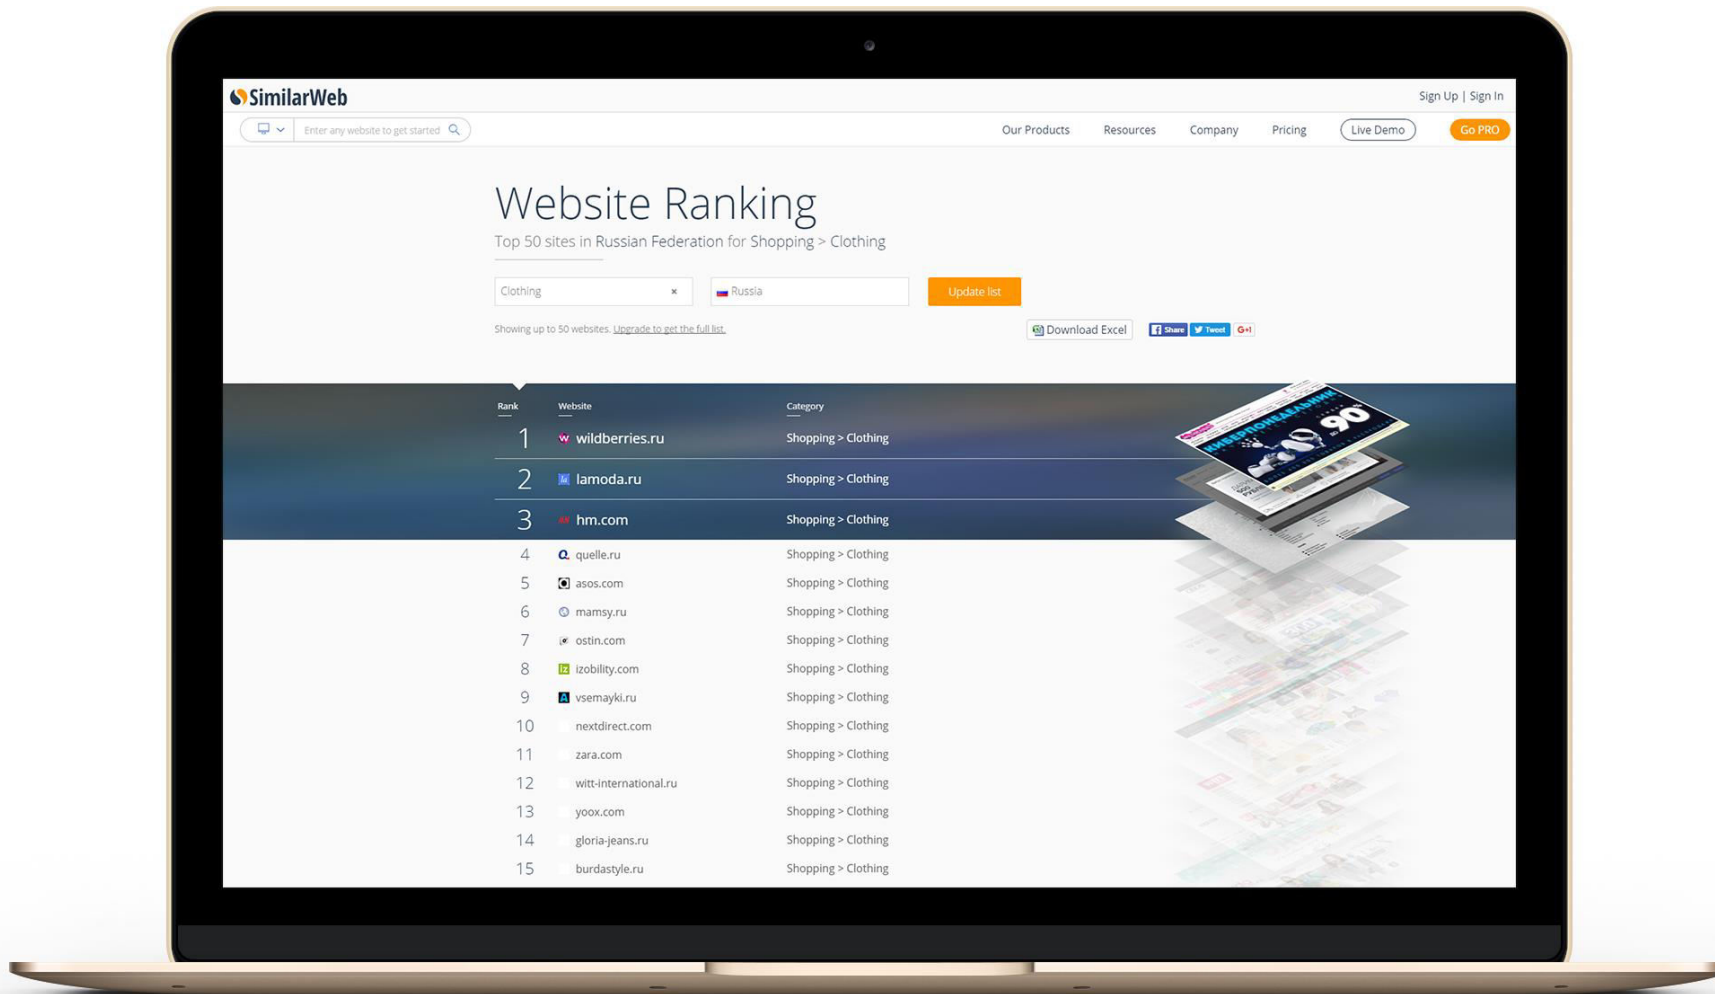 SimilarWeb
Sign Up | Sign In
Enter any website to get started
Our Products Resources Company Pricing Live Demo Go PRO
Website Ranking
Top 50 sites in Russian Federation for Shopping > Clothing
Clothing × Russia Update list
Showing up to 50 websites. Upgrade to get the full list.
Download Excel Share Tweet G+1
Rank Website Category
1 wildberries.ru Shopping > Clothing
2 lamoda.ru Shopping > Clothing
3 hm.com Shopping > Clothing
4 quelle.ru Shopping > Clothing
5 asos.com Shopping > Clothing
6 mamsy.ru Shopping > Clothing
7 ostin.com Shopping > Clothing
8 izobility.com Shopping > Clothing
9 vsemayki.ru Shopping > Clothing
10 nextdirect.com Shopping > Clothing
11 zara.com Shopping > Clothing
12 witt-international.ru Shopping > Clothing
13 yoox.com Shopping > Clothing
14 gloria-jeans.ru Shopping > Clothing
15 burdastyle.ru Shopping > Clothing
КИБЕРПОНЕДЕЛЬНИК
90%